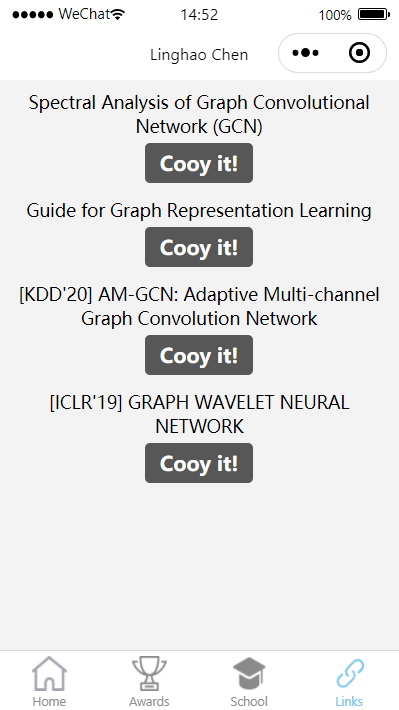 WeChat 14:52 100%
Linghao Chen
Spectral Analysis of Graph Convolutional
Network (GCN)
Cooy it!
Guide for Graph Representation Learning
Cooy it!
[KDD'20] AM-GCN: Adaptive Multi-channel
Graph Convolution Network
Cooy it!
[ICLR'19] GRAPH WAVELET NEURAL
NETWORK
Cooy it!
Home Awards School Links